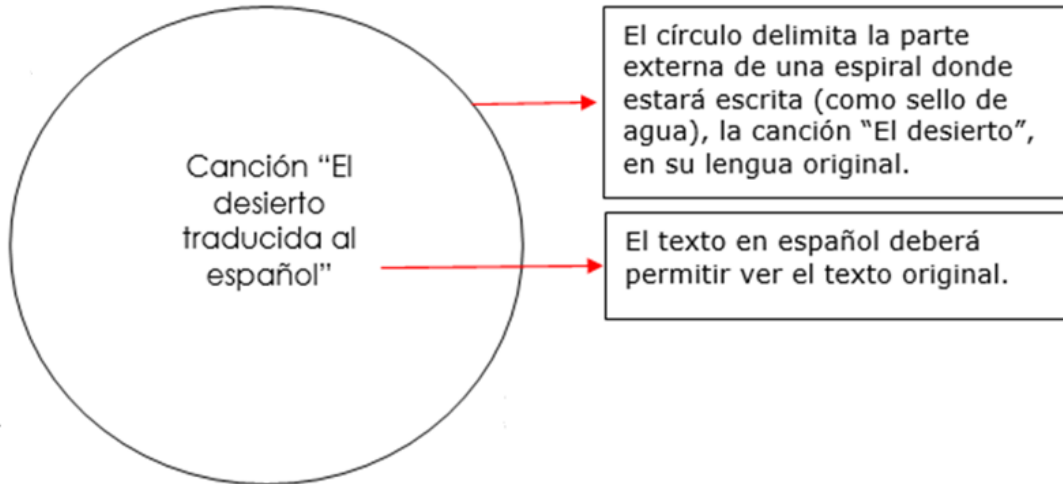 Canción “El
desierto
traducida al
español”
El círculo delimita la parte
externa de una espiral donde
estará escrita (como sello de
agua), la canción “El desierto”,
en su lengua original.
El texto en español deberá
permitir ver el texto original.